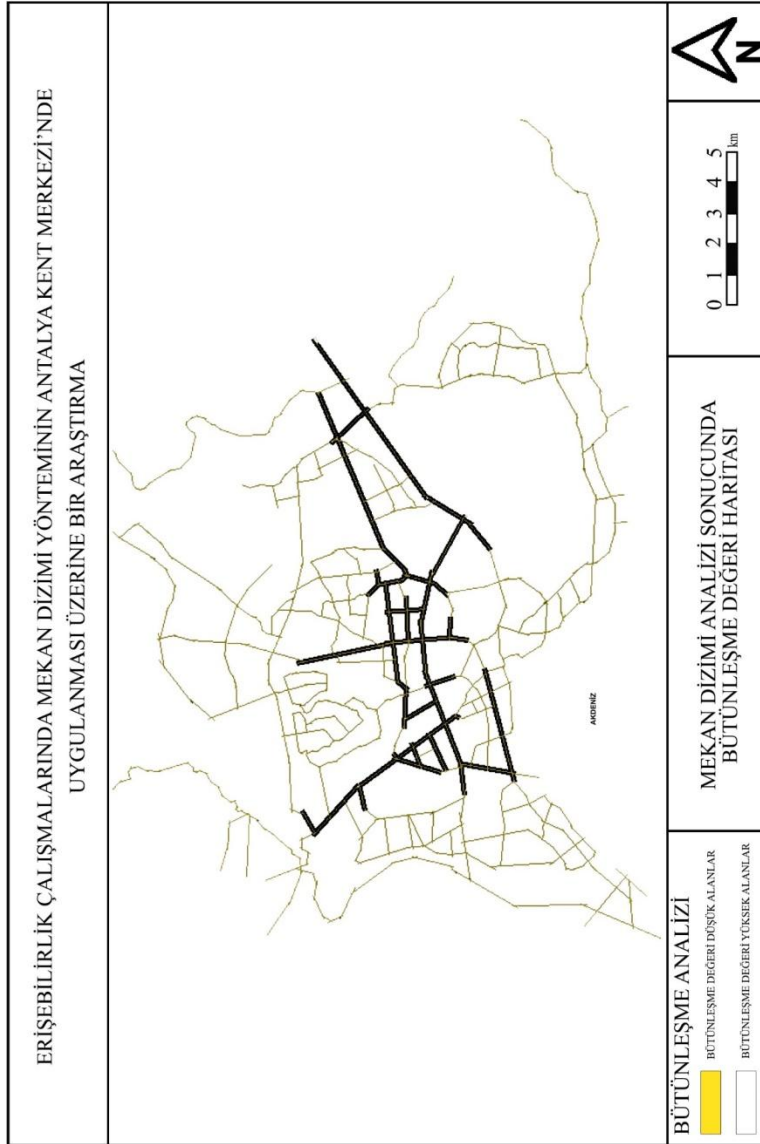 ERİŞEBİLİRLİK ÇALIŞMALARINDA MEKAN DİZİMİ YÖNTEMİNİN ANTALYA KENT MERKEZİ'NDE
UYGULANMASI ÜZERİNE BİR ARAŞTIRMA
AKDENİZ
BÜTÜNLEŞME ANALİZİ
BÜTÜNLEŞME DEĞERİ DÜŞÜK ALANLAR
BÜTÜNLEŞME DEĞERİ YÜKSEK ALANLAR
MEKAN DİZİMİ ANALİZİ SONUCUNDA
BÜTÜNLEŞME DEĞERİ HARİTASI
0 1 2 3 4 5
km
N